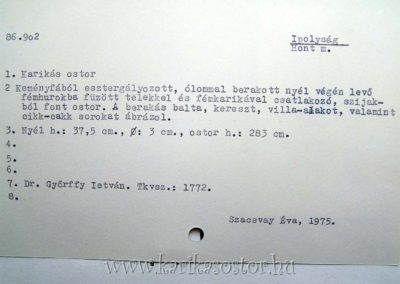 86.902
Ipolyság
Hont m.
1. Karikás ostor
2 Keményfából esztergályozott, ólommal berakott nyél végén levő
fémhurokba fűzött telekkel és fémkarikával csatlakozó, szíjak-
ból font ostor. A berakás balta, kereszt, villa-alakot, valamint
cikk-cakk sorokat ábrázol.
3. Nyél h.: 37,5 cm., Ø: 3 cm., ostor h.: 283 cm.
4.
5.
6.
7. Dr. Györffy István. Tkvsz.: 1772.
8.
Szacsvay Éva, 1975.
www.karikasostor.hu